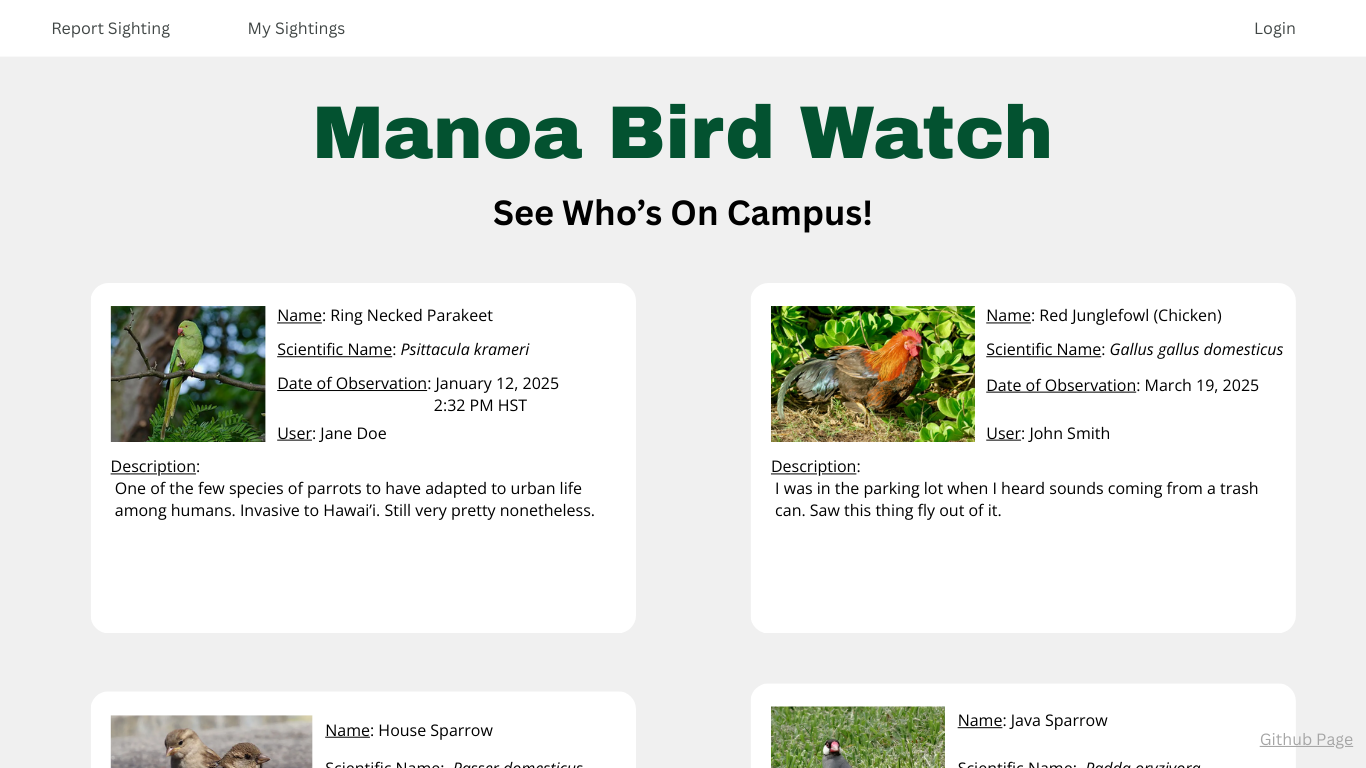 Report Sighting
My Sightings
Login
Manoa Bird Watch
See Who’s On Campus!
Name: Ring Necked Parakeet
Scientific Name: Psittacula krameri
Date of Observation: January 12, 2025
2:32 PM HST
User: Jane Doe
Description:
One of the few species of parrots to have adapted to urban life
among humans. Invasive to Hawai’i. Still very pretty nonetheless.
Name: Red Junglefowl (Chicken)
Scientific Name: Gallus gallus domesticus
Date of Observation: March 19, 2025
User: John Smith
Description:
I was in the parking lot when I heard sounds coming from a trash
can. Saw this thing fly out of it.
Name: House Sparrow
Scientific Name: Passer domesticus
Name: Java Sparrow
Scientific Name: Padda oryzivora
Github Page